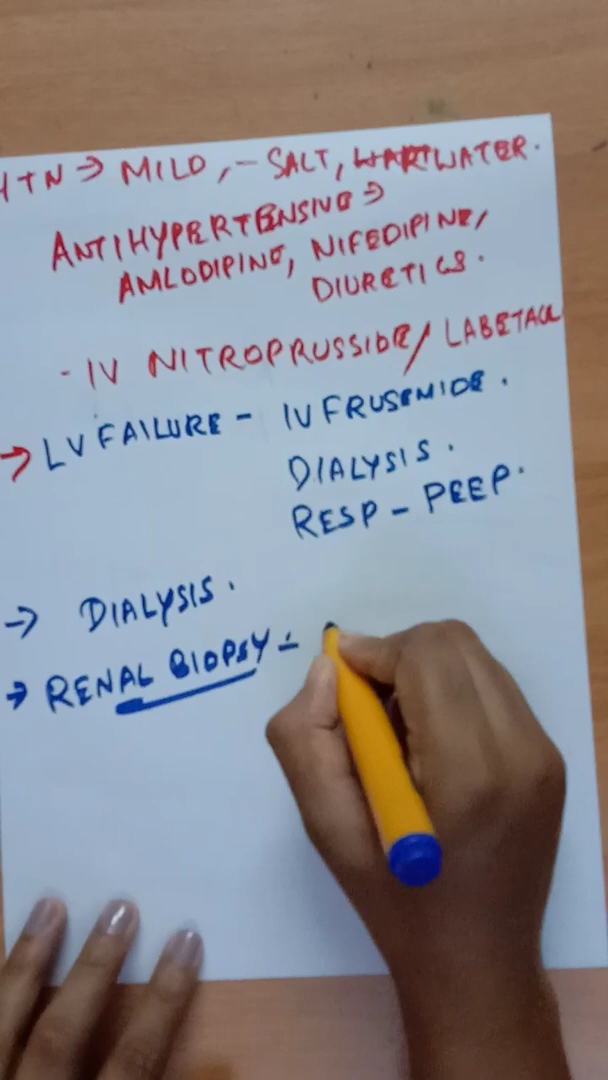 HTN → MILD, - SALT, WATER.
ANTIHYPERTENSIVE →
AMLODIPINE, NIFEDIPINE,
DIURETICS.
- IV NITROPRUSSIDE / LABETALOL
→ LV FAILURE - IV FRUSEMIDE.
DIALYSIS.
RESP - PEEP.
→ DIALYSIS.
→ RENAL BIOPSY -